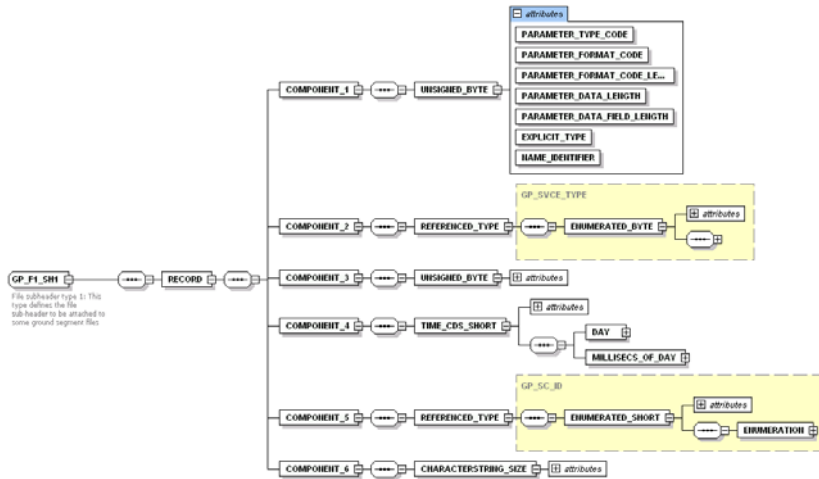 attributes
PARAMETER_TYPE_CODE
PARAMETER_FORMAT_CODE
PARAMETER_FORMAT_CODE_LE...
PARAMETER_DATA_LENGTH
PARAMETER_DATA_FIELD_LENGTH
EXPLICIT_TYPE
NAME_IDENTIFIER
COMPONENT_1
UNSIGNED_BYTE
GP_SVCE_TYPE
COMPONENT_2
REFERENCED_TYPE
ENUMERATED_BYTE
attributes
GP_F1_SH1
File subheader type 1: This
type defines the file
sub-header to be attached to
some ground segment files
RECORD
COMPONENT_3
UNSIGNED_BYTE
attributes
COMPONENT_4
TIME_CDS_SHORT
attributes
DAY
MILLISECS_OF_DAY
GP_SC_ID
COMPONENT_5
REFERENCED_TYPE
ENUMERATED_SHORT
attributes
ENUMERATION
COMPONENT_6
CHARACTERSTRING_SIZE
attributes